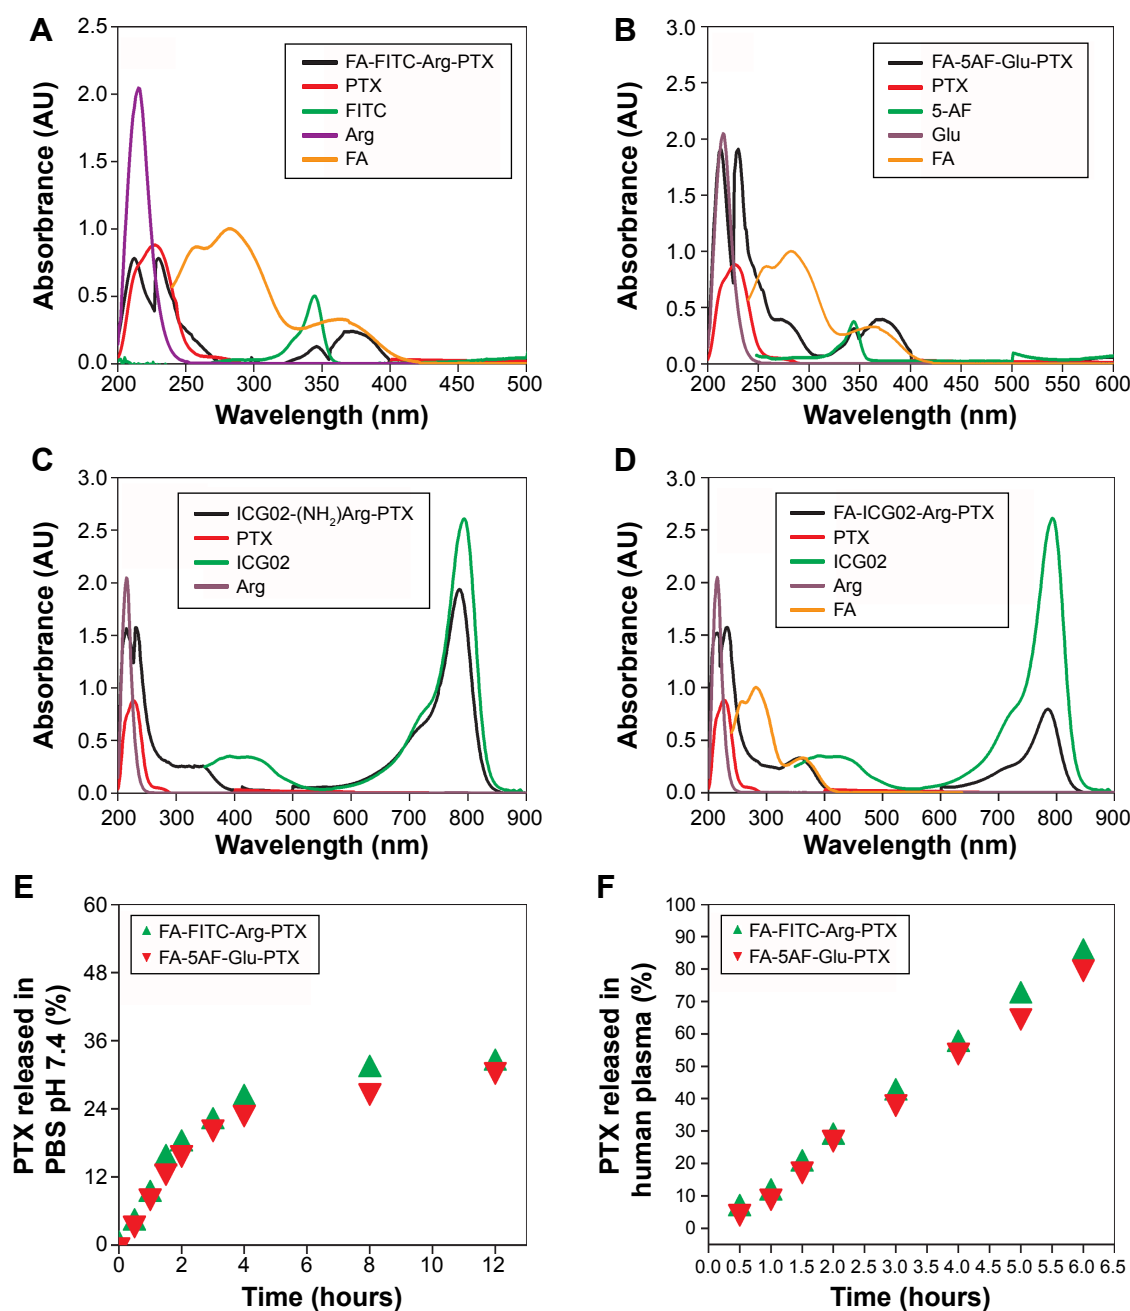 A
Absorbrance (AU)
2.5
2.0
1.5
1.0
0.5
0.0
FA-FITC-Arg-PTX
PTX
FITC
Arg
FA
200 250 300 350 400 450 500
Wavelength (nm)
B
Absorbrance (AU)
3.0
2.5
2.0
1.5
1.0
0.5
0.0
FA-5AF-Glu-PTX
PTX
5-AF
Glu
FA
200 250 300 350 400 450 500 550 600
Wavelength (nm)
C
Absorbrance (AU)
3.0
2.5
2.0
1.5
1.0
0.5
0.0
ICG02-(NH₂)Arg-PTX
PTX
ICG02
Arg
200 300 400 500 600 700 800 900
Wavelength (nm)
D
Absorbrance (AU)
3.0
2.5
2.0
1.5
1.0
0.5
0.0
FA-ICG02-Arg-PTX
PTX
ICG02
Arg
FA
200 300 400 500 600 700 800 900
Wavelength (nm)
E
PTX released in
PBS pH 7.4 (%)
60
48
36
24
12
0
FA-FITC-Arg-PTX
FA-5AF-Glu-PTX
0 2 4 6 8 10 12
Time (hours)
F
PTX released in
human plasma (%)
100
90
80
70
60
50
40
30
20
10
0
FA-FITC-Arg-PTX
FA-5AF-Glu-PTX
0.0 0.5 1.0 1.5 2.0 2.5 3.0 3.5 4.0 4.5 5.0 5.5 6.0 6.5
Time (hours)